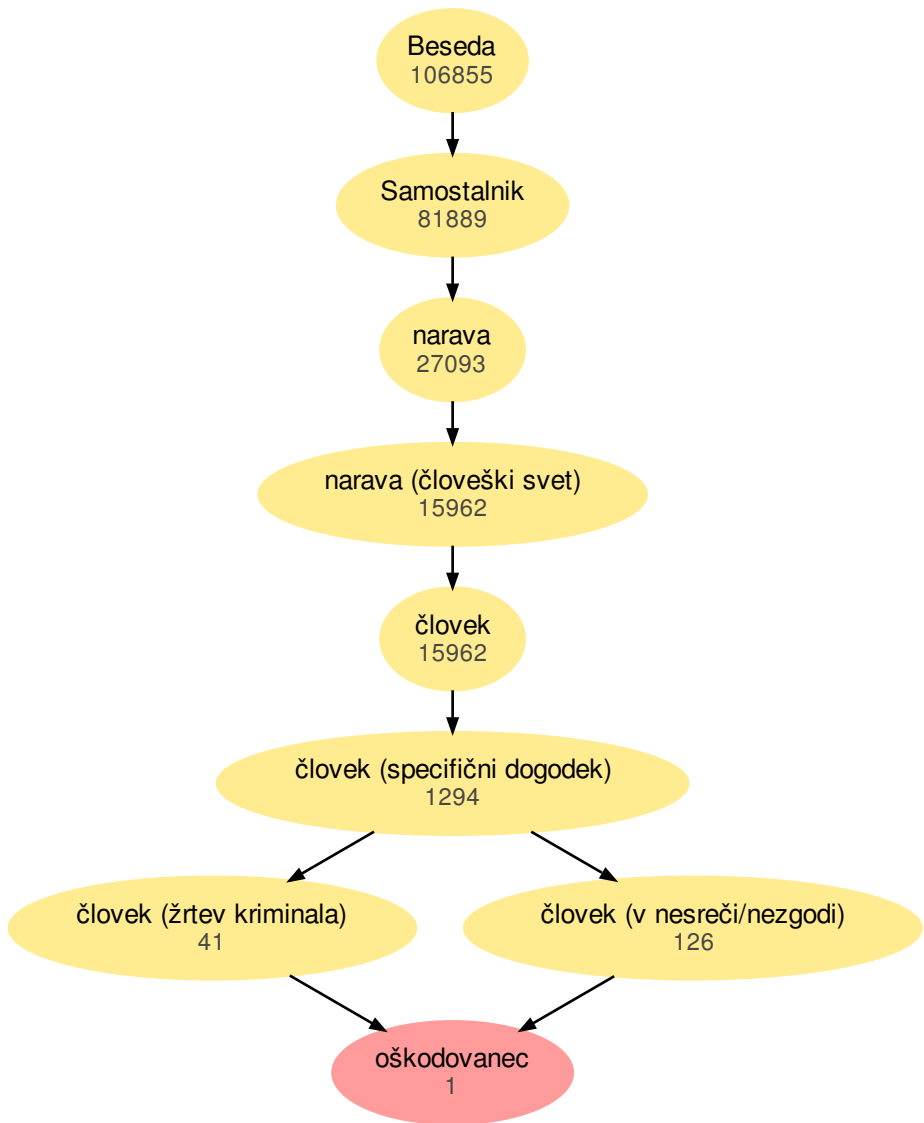 Beseda
106855
Samostalnik
81889
narava
27093
narava (človeški svet)
15962
človek
15962
človek (specifični dogodek)
1294
človek (žrtev kriminala)
41
človek (v nesreči/nezgodi)
126
oškodovanec
1